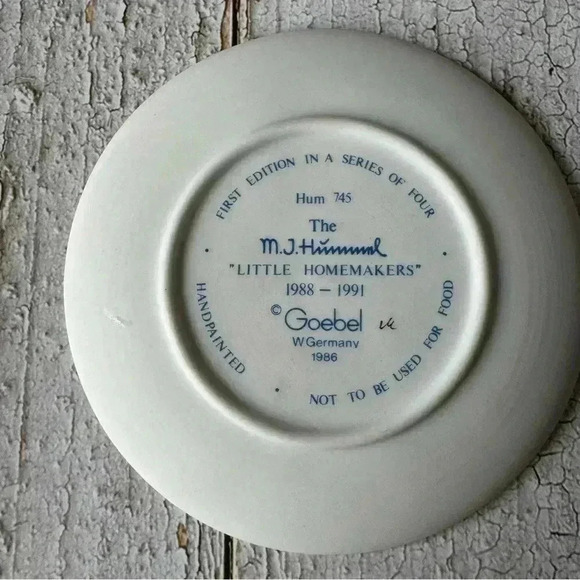 FIRST EDITION IN A SERIES OF FOUR
Hum 745
The
M.J.Hummel
"LITTLE HOMEMAKERS"
1988 — 1991
© Goebel
W.Germany
1986
HANDPAINTED
NOT TO BE USED FOR FOOD